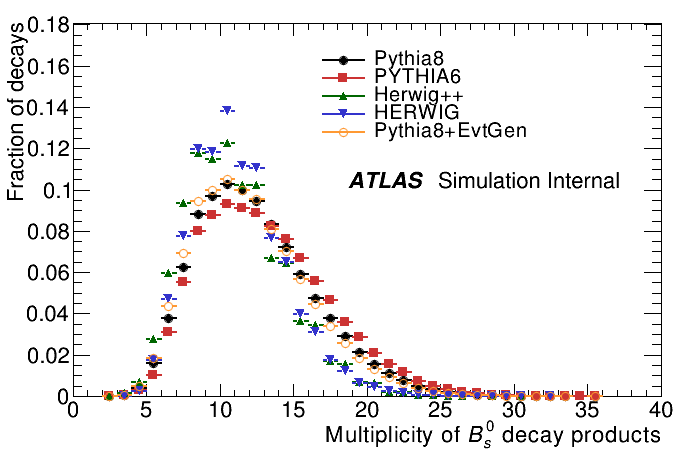 Fraction of decays
0.18
0.16
0.14
0.12
0.1
0.08
0.06
0.04
0.02
0
Pythia8
PYTHIA6
Herwig++
HERWIG
Pythia8+EvtGen
ATLAS Simulation Internal
0 5 10 15 20 25 30 35 40
Multiplicity of B_s^0 decay products